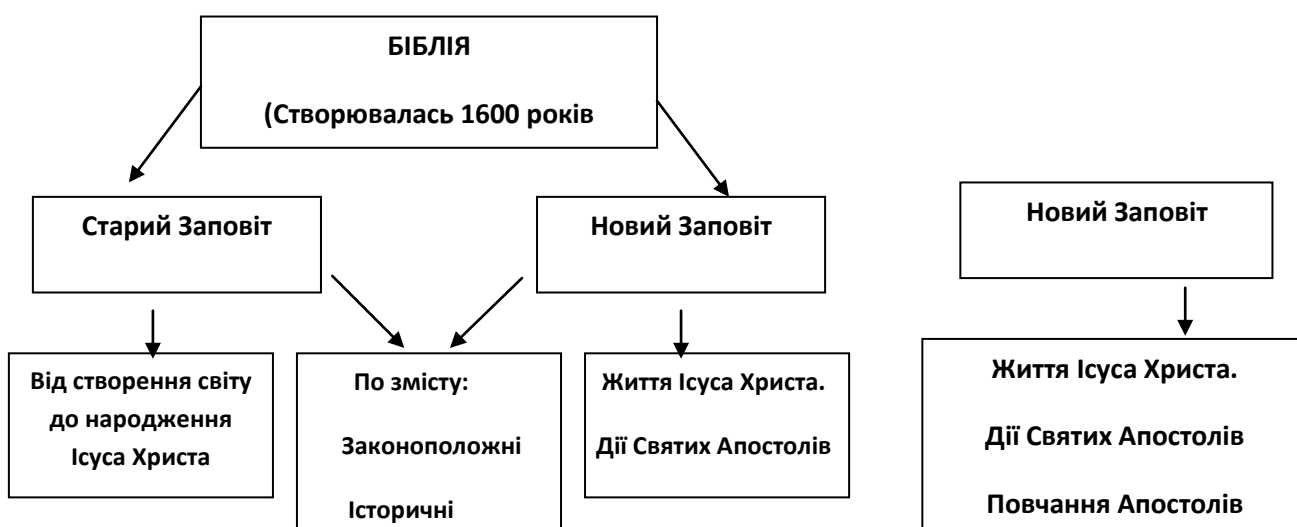 БІБЛІЯ
(Створювалась 1600 років
Старий Заповіт
Новий Заповіт
Новий Заповіт
Від створення світу
до народження
Ісуса Христа
По змісту:
Законоположні
Історичні
Життя Ісуса Христа.
Дії Святих Апостолів
Життя Ісуса Христа.
Дії Святих Апостолів
Повчання Апостолів